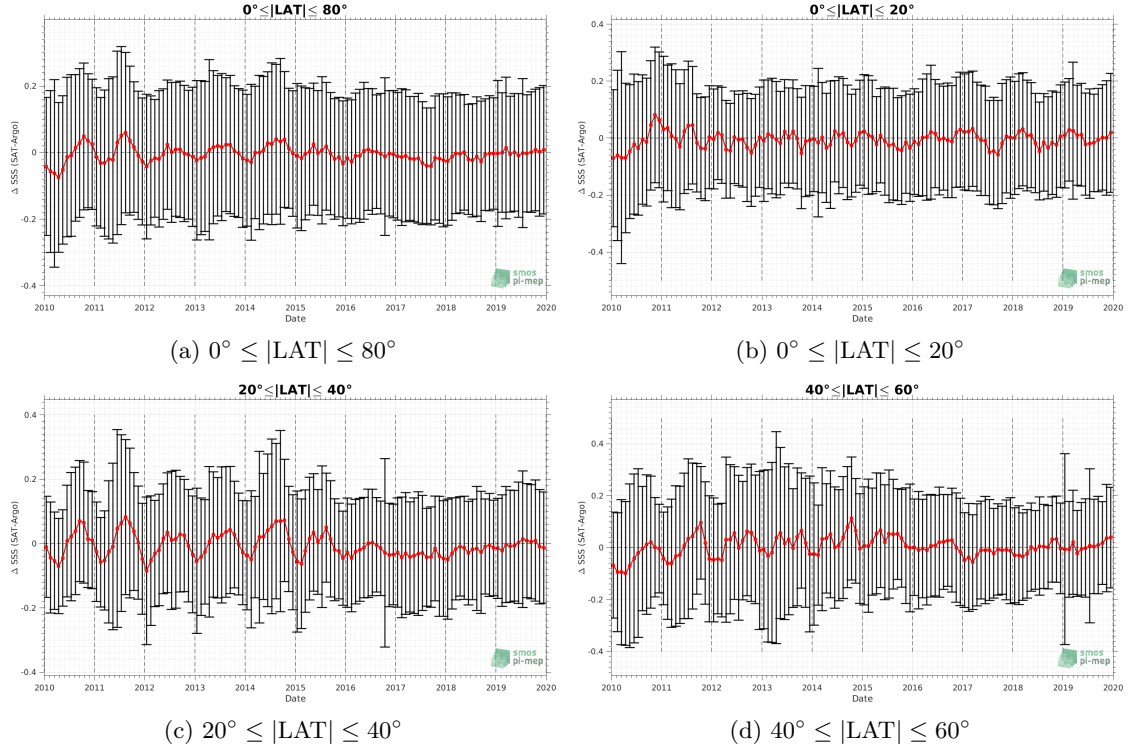 0°≤|LAT|≤ 80°
Δ SSS (SAT-Argo)
0.2
0
-0.2
-0.4
2010 2011 2012 2013 2014 2015 2016 2017 2018 2019 2020
Date
smos
pi-mep
(a) 0° ≤ |LAT| ≤ 80°
0°≤|LAT|≤ 20°
Δ SSS (SAT-Argo)
0.4
0.2
0
-0.2
-0.4
2010 2011 2012 2013 2014 2015 2016 2017 2018 2019 2020
Date
smos
pi-mep
(b) 0° ≤ |LAT| ≤ 20°
20°≤|LAT|≤ 40°
Δ SSS (SAT-Argo)
0.4
0.2
0
-0.2
-0.4
2010 2011 2012 2013 2014 2015 2016 2017 2018 2019 2020
Date
smos
pi-mep
(c) 20° ≤ |LAT| ≤ 40°
40°≤|LAT|≤ 60°
Δ SSS (SAT-Argo)
0.4
0.2
0
-0.2
-0.4
2010 2011 2012 2013 2014 2015 2016 2017 2018 2019 2020
Date
smos
pi-mep
(d) 40° ≤ |LAT| ≤ 60°